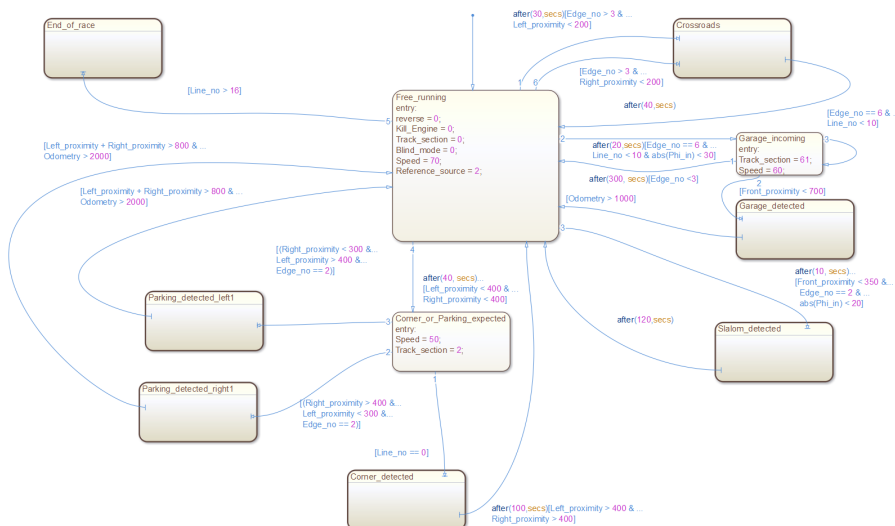 End_of_race
after(30,secs)[Edge_no > 3 & ...
Left_proximity < 200]
Crossroads
[Line_no > 16]
[Edge_no > 3 & ...
Right_proximity < 200]
1
6
Free_running
entry:
reverse = 0;
Kill_Engine = 0;
Track_section = 0;
Blind_mode = 0;
Speed = 70;
Reference_source = 2;
5
2
3
4
after(40,secs)
[Edge_no == 6 & ...
Line_no < 10]
after(20,secs)[Edge_no == 6 & ...
Line_no < 10 & abs(Phi_in) < 30]
Garage_incoming
entry:
Track_section = 61;
Speed = 60;
3
1
2
after(300, secs)[Edge_no <3]
[Left_proximity + Right_proximity > 800 & ...
Odometry > 2000]
[Left_proximity + Right_proximity > 800 & ...
Odometry > 2000]
[Front_proximity < 700]
[Odometry > 1000]
Garage_detected
[(Right_proximity < 300 &...
Left_proximity > 400 &...
Edge_no == 2)]
after(40, secs)...
[Left_proximity < 400 &...
Right_proximity < 400]
after(10, secs)...
[Front_proximity < 350 &...
Edge_no == 2 & ...
abs(Phi_in) < 20]
Parking_detected_left1
Corner_or_Parking_expected
entry:
Speed = 50;
Track_section = 2;
3
2
1
after(120,secs)
Slalom_detected
Parking_detected_right1
[(Right_proximity > 400 &...
Left_proximity < 300 &...
Edge_no == 2)]
[Line_no == 0]
Corner_detected
after(100,secs)[Left_proximity > 400 &...
Right_proximity > 400]